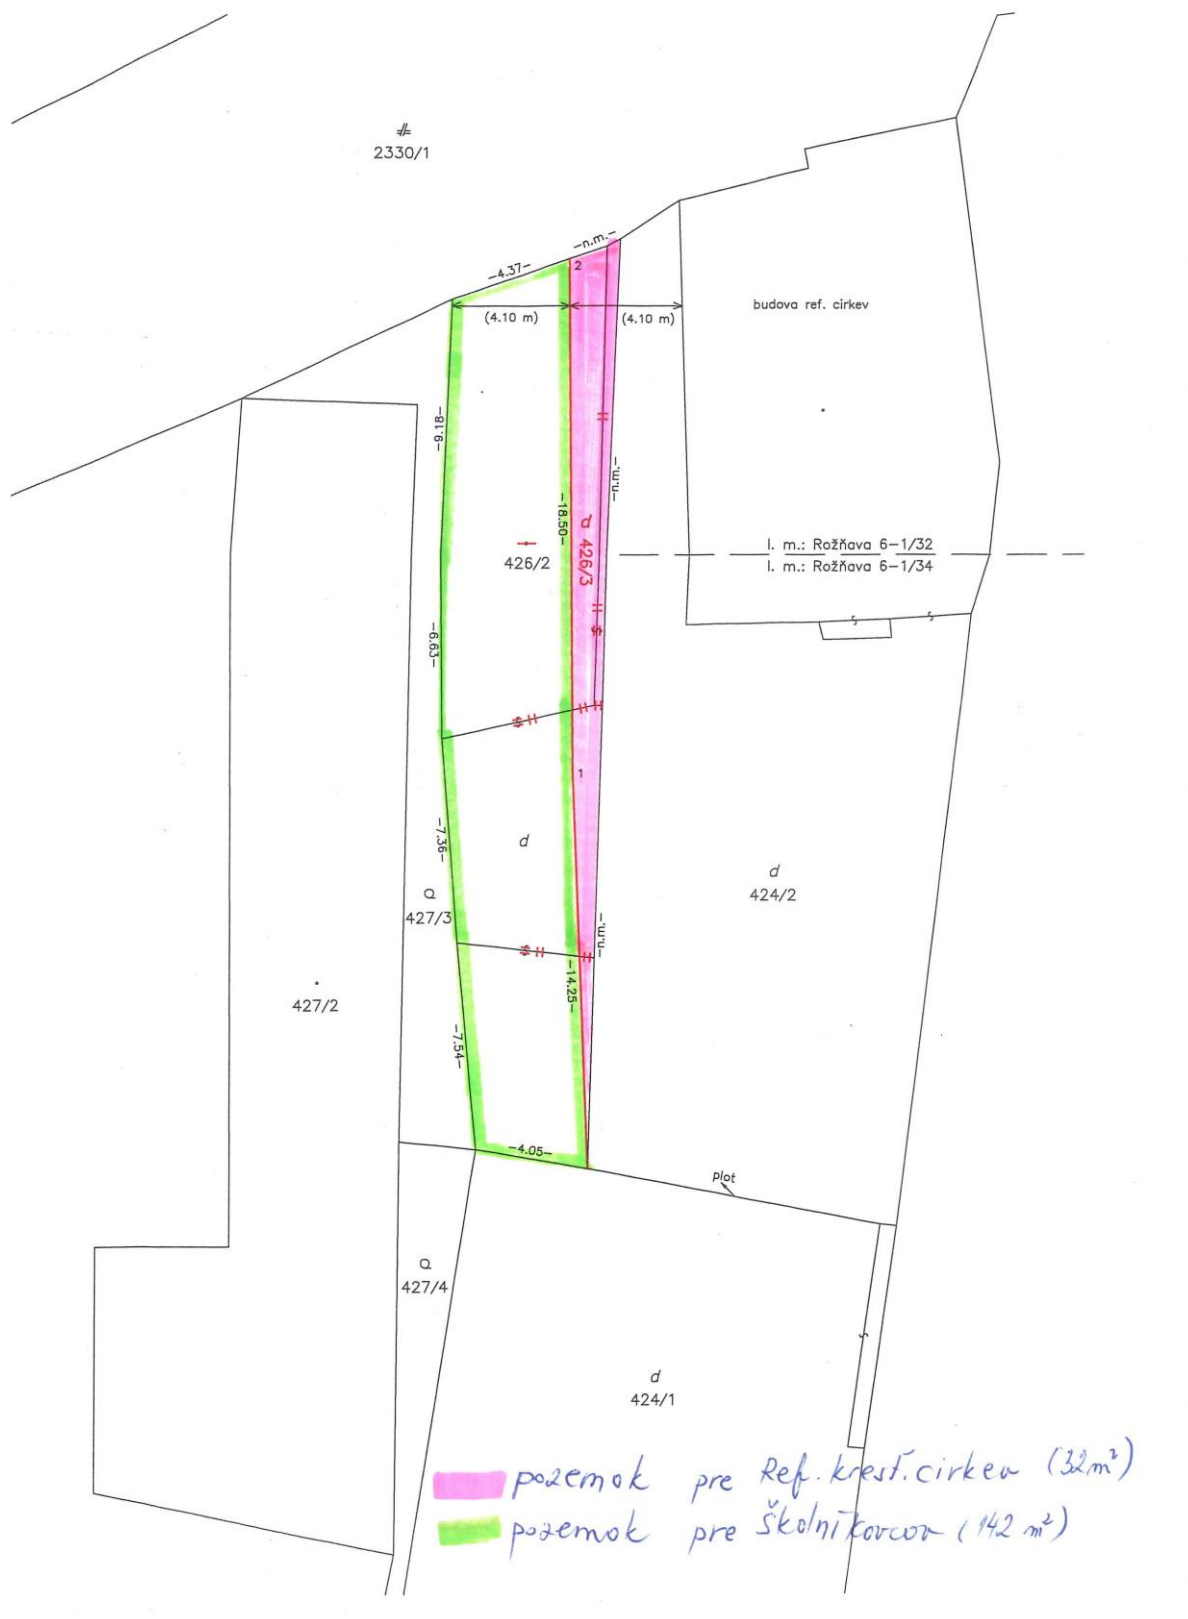 2330/1
-n.m.-
2
-4.37-
(4.10 m)
(4.10 m)
budova ref. cirkev
-9.18-
-n.m.-
-18.50-
d 426/3
426/2
l. m.: Rožňava 6-1/32
l. m.: Rožňava 6-1/34
-6.63-
1
-7.36-
d
d
424/2
427/3
-n.m.-
-14.25-
427/2
-7.54-
-4.05-
plot
427/4
d
424/1
pozemok pre Ref. kresť. cirkev (32 m²)
pozemok pre Školníkovcov (142 m²)